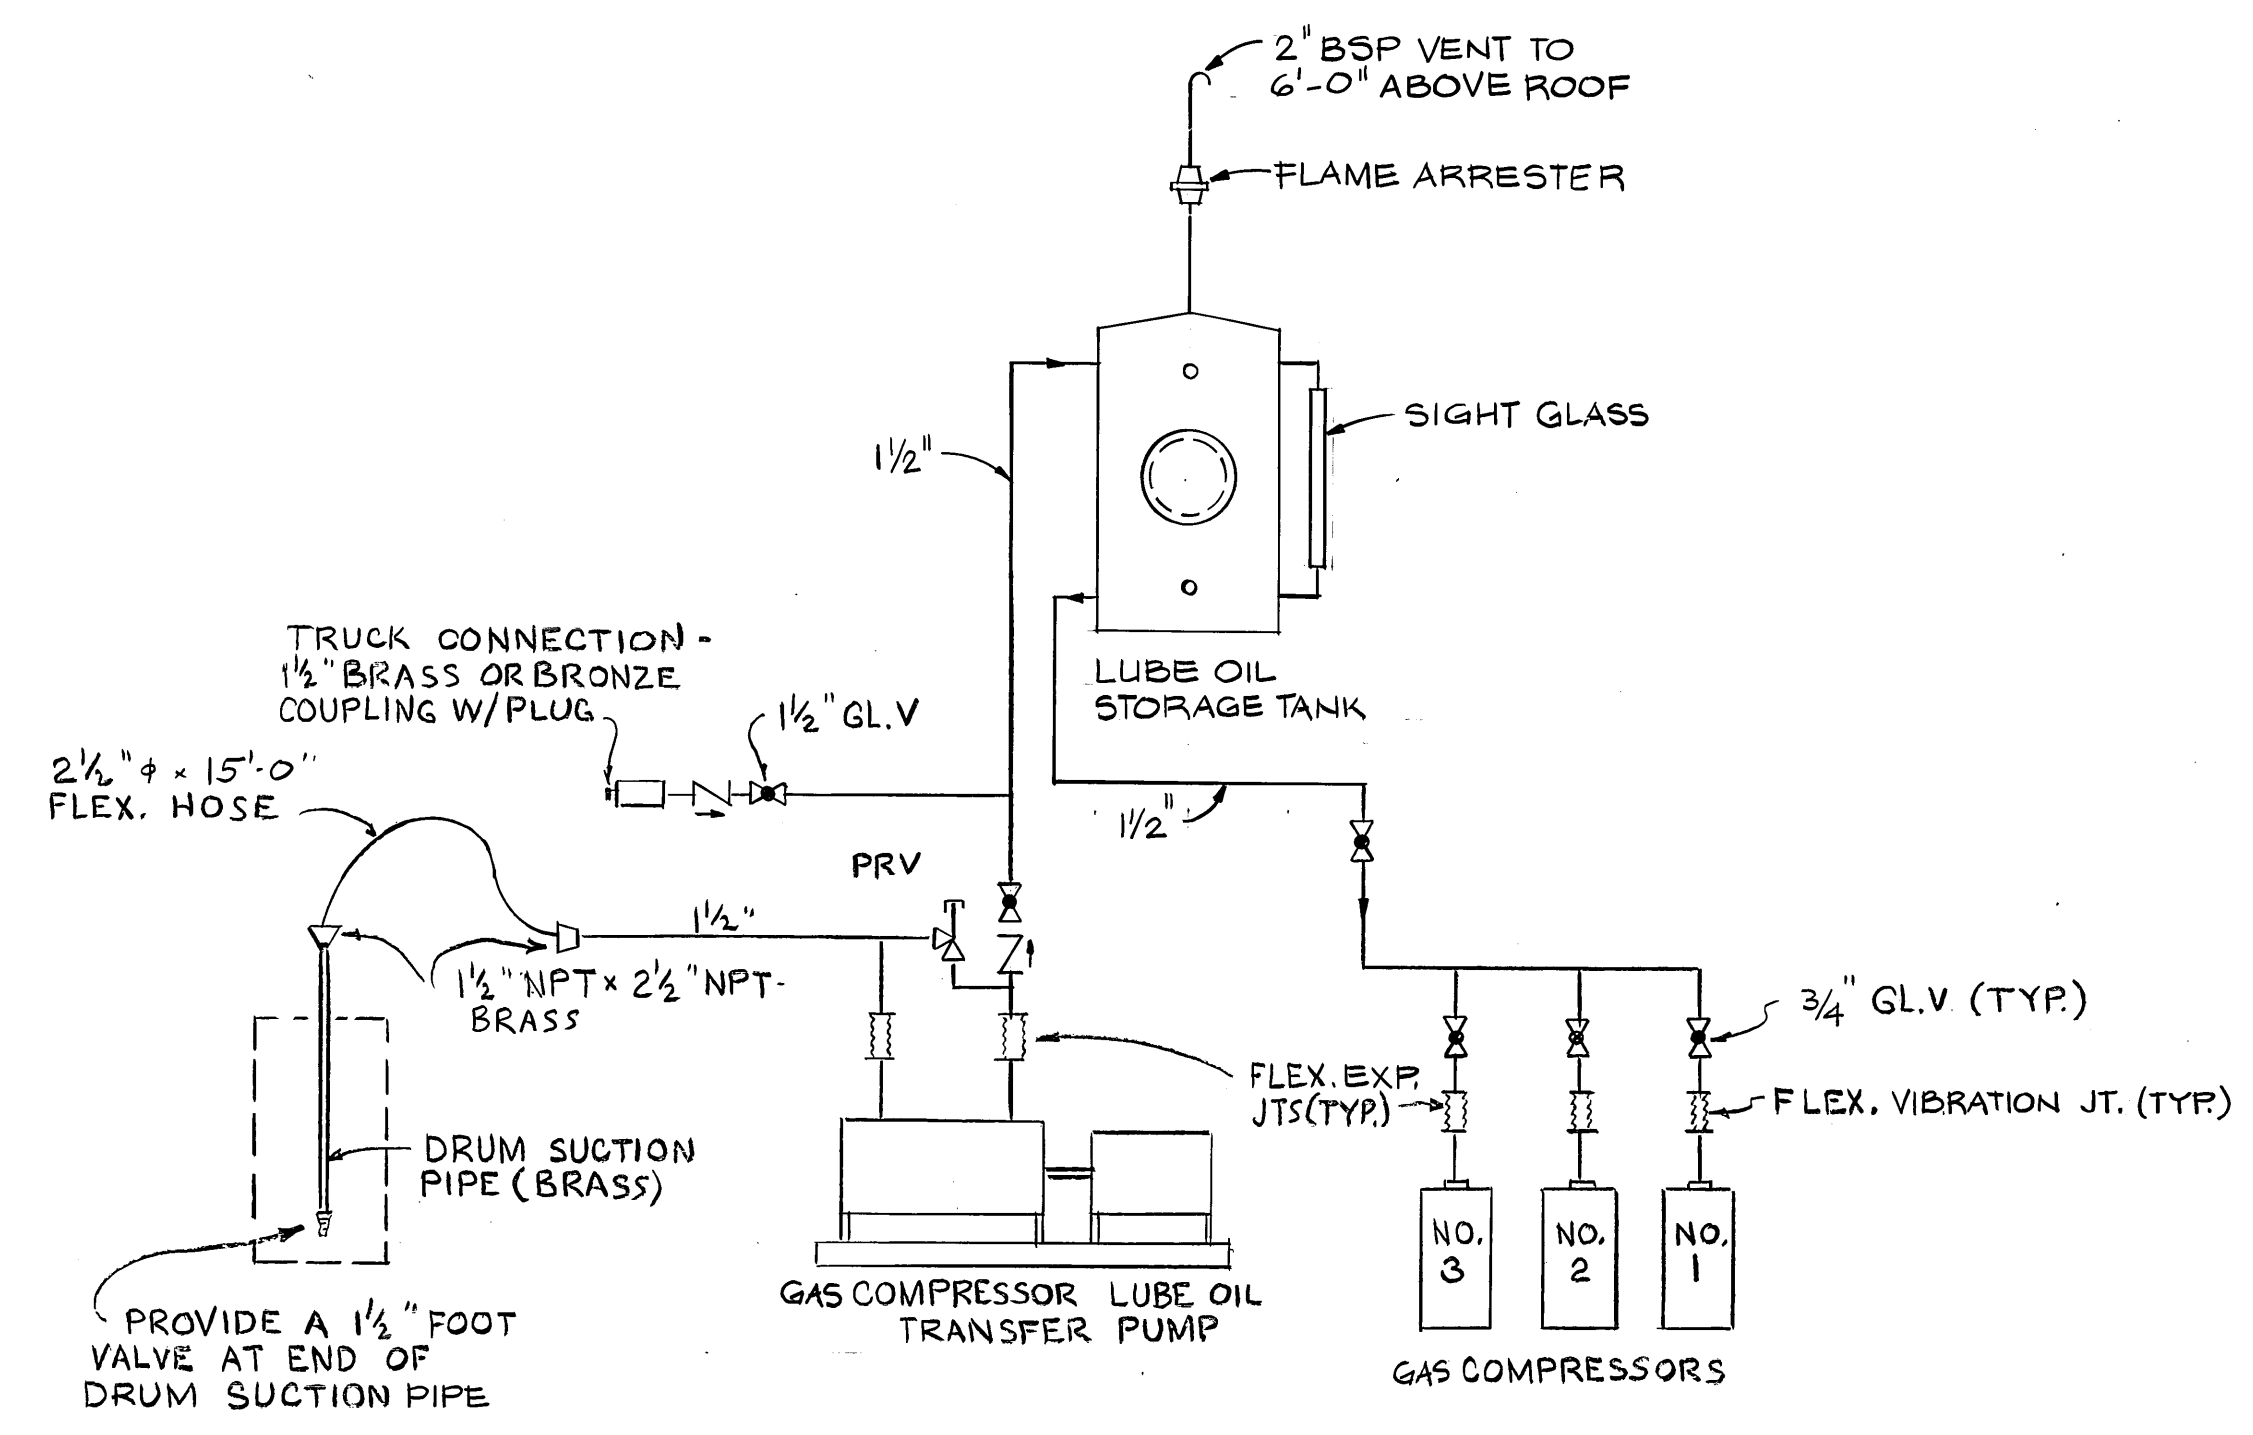 2" BSP VENT TO
6'-0" ABOVE ROOF
FLAME ARRESTER
SIGHT GLASS
1½"
TRUCK CONNECTION -
1½" BRASS OR BRONZE
COUPLING W/PLUG
1½" GL.V
LUBE OIL
STORAGE TANK
2½" ϕ x 15'-0"
FLEX. HOSE
1½"
PRV
1½"
1½" NPT x 2½" NPT-
BRASS
3/4" GL.V. (TYP.)
FLEX. EXP.
JTS(TYP.)
FLEX. VIBRATION JT. (TYP.)
DRUM SUCTION
PIPE (BRASS)
NO.
3
NO.
2
NO.
1
GAS COMPRESSOR LUBE OIL
TRANSFER PUMP
PROVIDE A 1½" FOOT
VALVE AT END OF
DRUM SUCTION PIPE
GAS COMPRESSORS